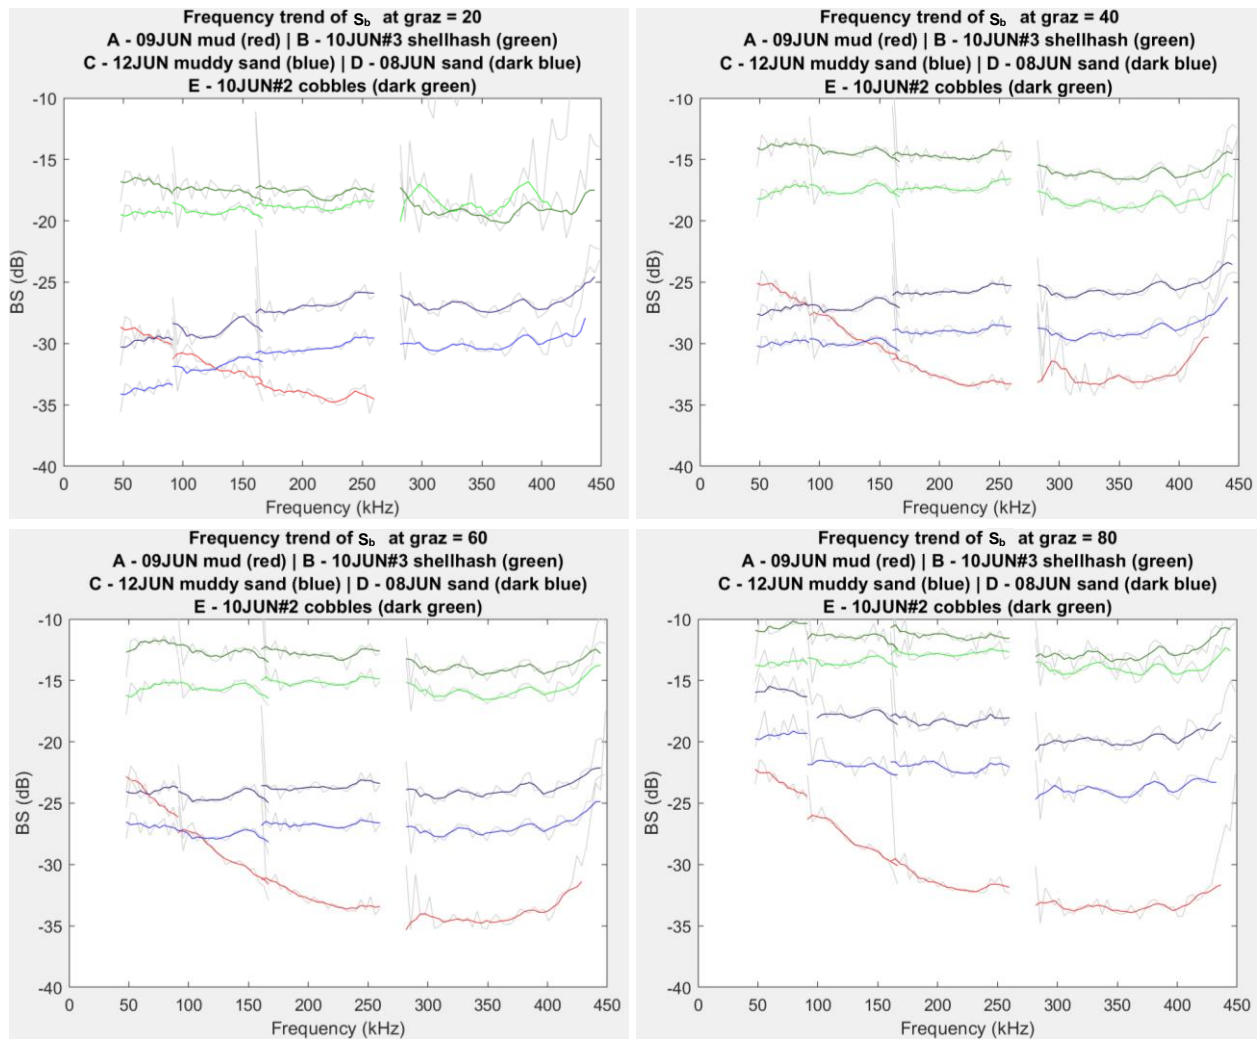 Frequency trend of Sb at graz = 20
A - 09JUN mud (red) | B - 10JUN#3 shellhash (green)
C - 12JUN muddy sand (blue) | D - 08JUN sand (dark blue)
E - 10JUN#2 cobbles (dark green)
BS (dB)
-10
-15
-20
-25
-30
-35
-40
0 50 100 150 200 250 300 350 400 450
Frequency (kHz)
Frequency trend of Sb at graz = 40
A - 09JUN mud (red) | B - 10JUN#3 shellhash (green)
C - 12JUN muddy sand (blue) | D - 08JUN sand (dark blue)
E - 10JUN#2 cobbles (dark green)
BS (dB)
-10
-15
-20
-25
-30
-35
-40
0 50 100 150 200 250 300 350 400 450
Frequency (kHz)
Frequency trend of Sb at graz = 60
A - 09JUN mud (red) | B - 10JUN#3 shellhash (green)
C - 12JUN muddy sand (blue) | D - 08JUN sand (dark blue)
E - 10JUN#2 cobbles (dark green)
BS (dB)
-10
-15
-20
-25
-30
-35
-40
0 50 100 150 200 250 300 350 400 450
Frequency (kHz)
Frequency trend of Sb at graz = 80
A - 09JUN mud (red) | B - 10JUN#3 shellhash (green)
C - 12JUN muddy sand (blue) | D - 08JUN sand (dark blue)
E - 10JUN#2 cobbles (dark green)
BS (dB)
-10
-15
-20
-25
-30
-35
-40
0 50 100 150 200 250 300 350 400 450
Frequency (kHz)